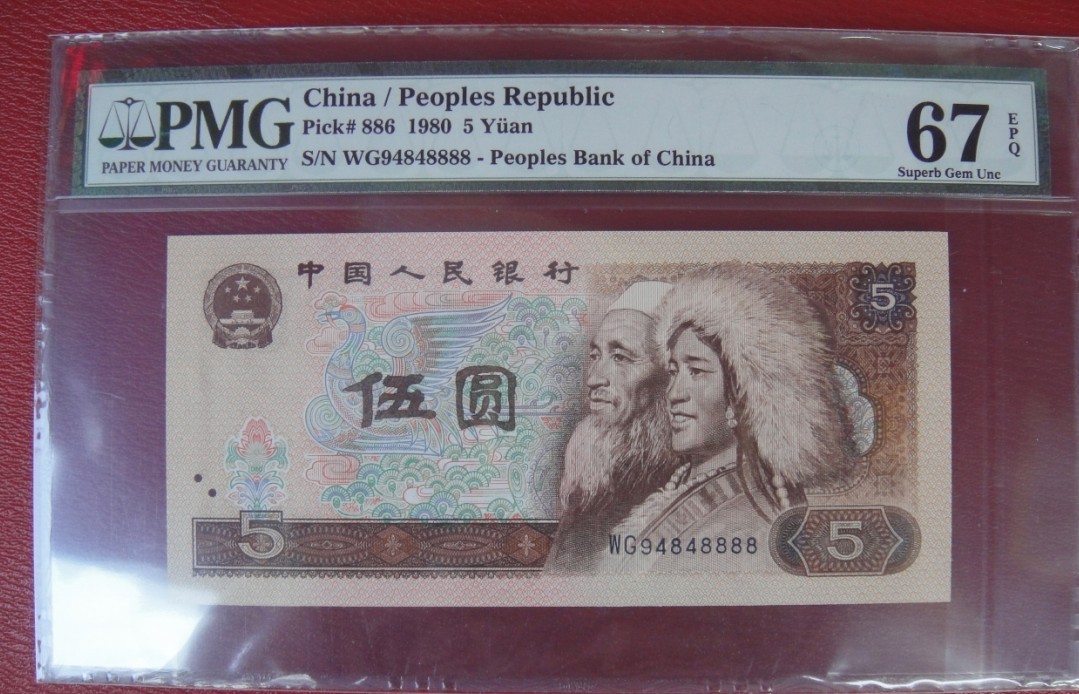 PMG
PAPER MONEY GUARANTY
China / Peoples Republic
Pick# 886 1980 5 Yüan
S/N WG94848888 - Peoples Bank of China
67
EPQ
Superb Gem Unc
中国人民银行
5
伍圆
5
WG94848888
5